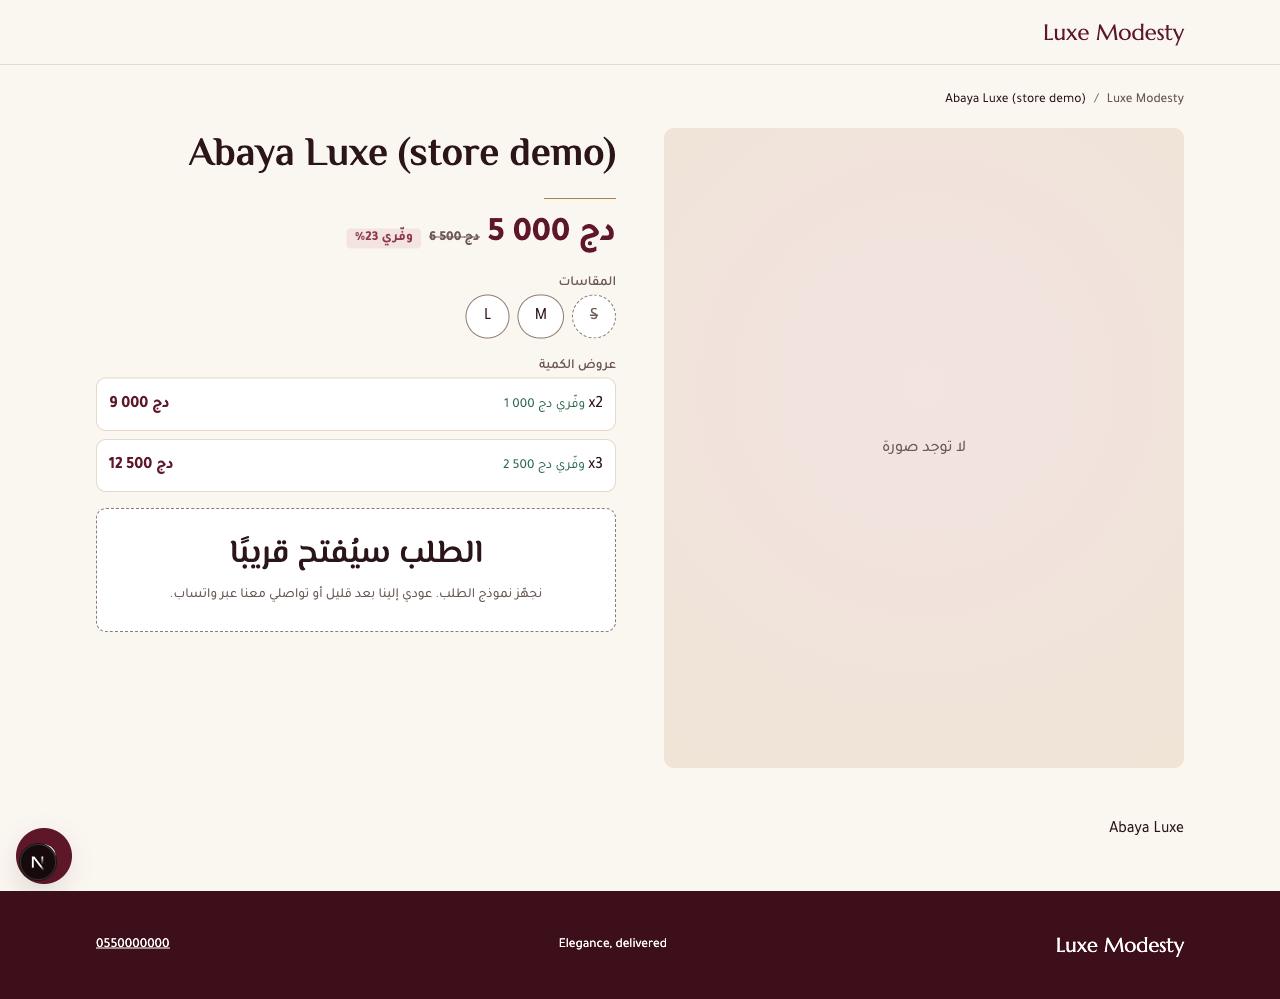 Luxe Modesty
Luxe Modesty / Abaya Luxe (store demo)
لا توجد صورة
Abaya Luxe (store demo)
دج 5 000 دج 6 500 وفّري 23%
المقاسات
S M L
عروض الكمية
x2 وفّري دج 1 000 دج 9 000
x3 وفّري دج 2 500 دج 12 500
الطلب سيُفتح قريبًا
نجهّز نموذج الطلب. عودي إلينا بعد قليل أو تواصلي معنا عبر واتساب.
Abaya Luxe
N
Luxe Modesty
Elegance, delivered
0550000000